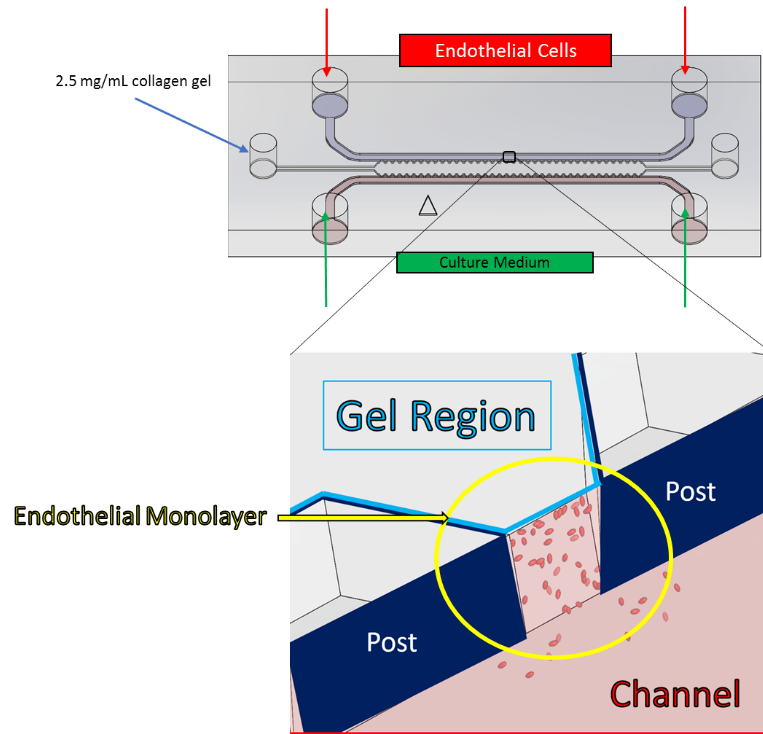 Endothelial Cells
2.5 mg/mL collagen gel
Culture Medium
Gel Region
Endothelial Monolayer
Post
Post
Channel